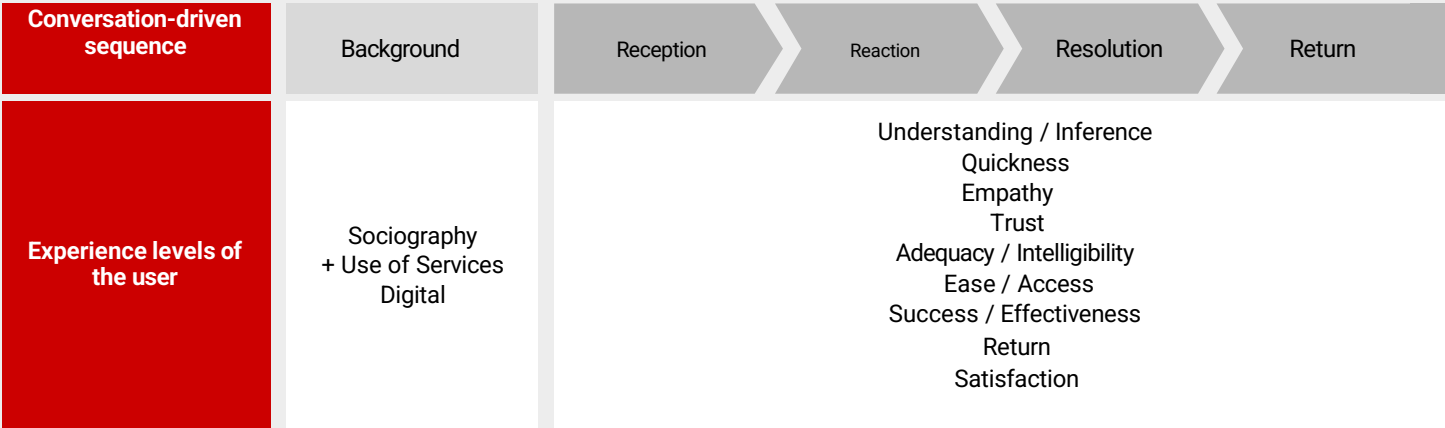 Conversation-driven
sequence
Background
Reception
Reaction
Resolution
Return
Experience levels of
the user
Sociography
+ Use of Services
Digital
Understanding / Inference
Quickness
Empathy
Trust
Adequacy / Intelligibility
Ease / Access
Success / Effectiveness
Return
Satisfaction